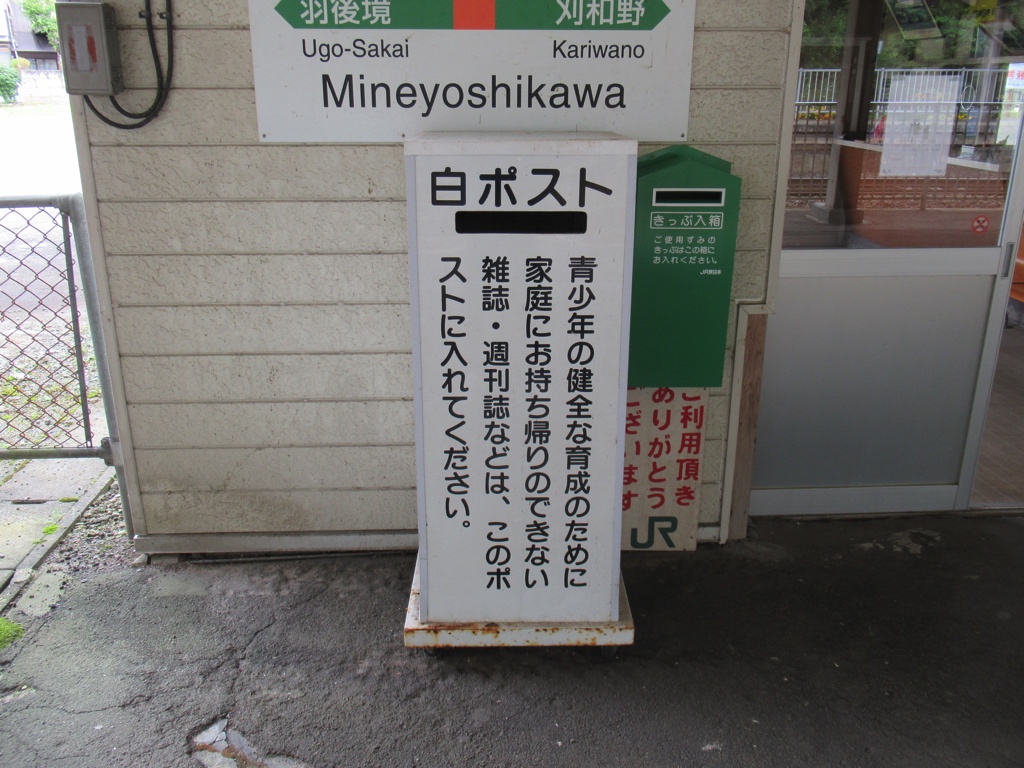 羽後境 刈和野
Ugo-Sakai Kariwano
Mineyoshikawa
白ポスト
青少年の健全な育成のために
家庭にお持ち帰りのできない
雑誌・週刊誌などは、このポ
ストに入れてください。
きっぷ入箱
ご使用ずみの
きっぷはこの箱に
お入れください。
JR東日本
ご利用頂き
ありがとう
ございます
JR